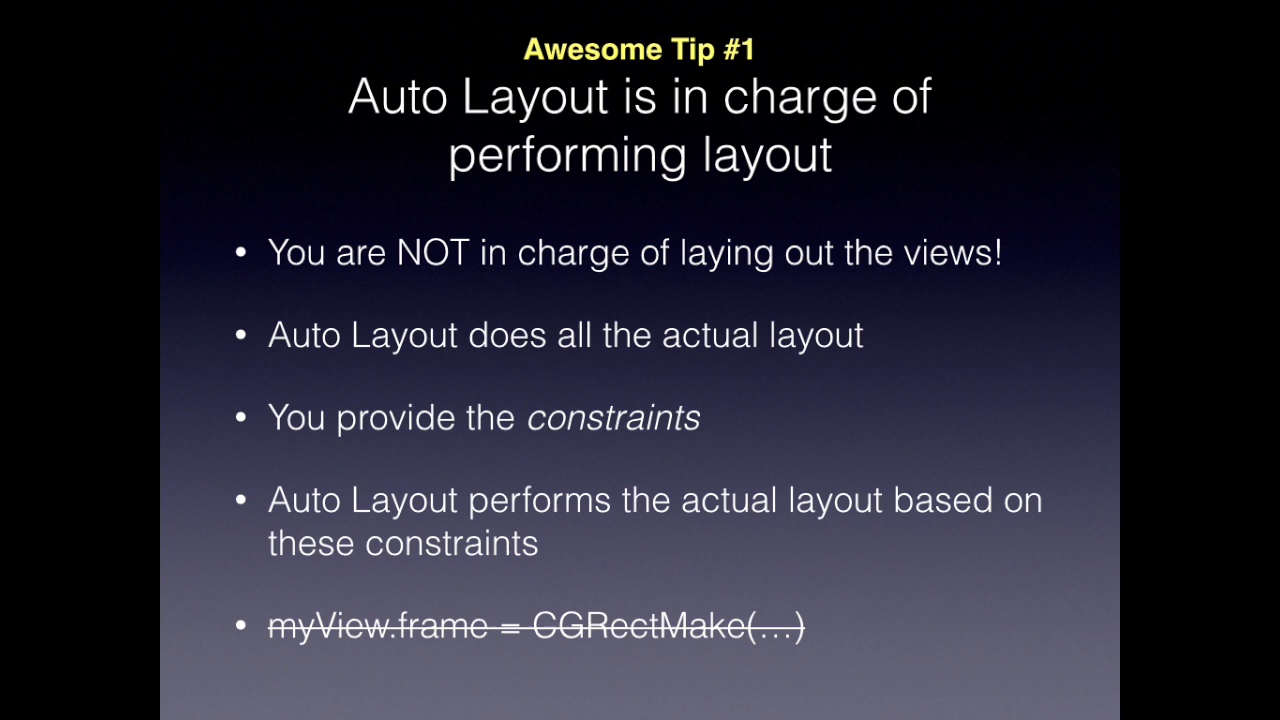 Awesome Tip #1
Auto Layout is in charge of
performing layout
• You are NOT in charge of laying out the views!
• Auto Layout does all the actual layout
• You provide the constraints
• Auto Layout performs the actual layout based on
these constraints
• myView.frame = CGRectMake(…)